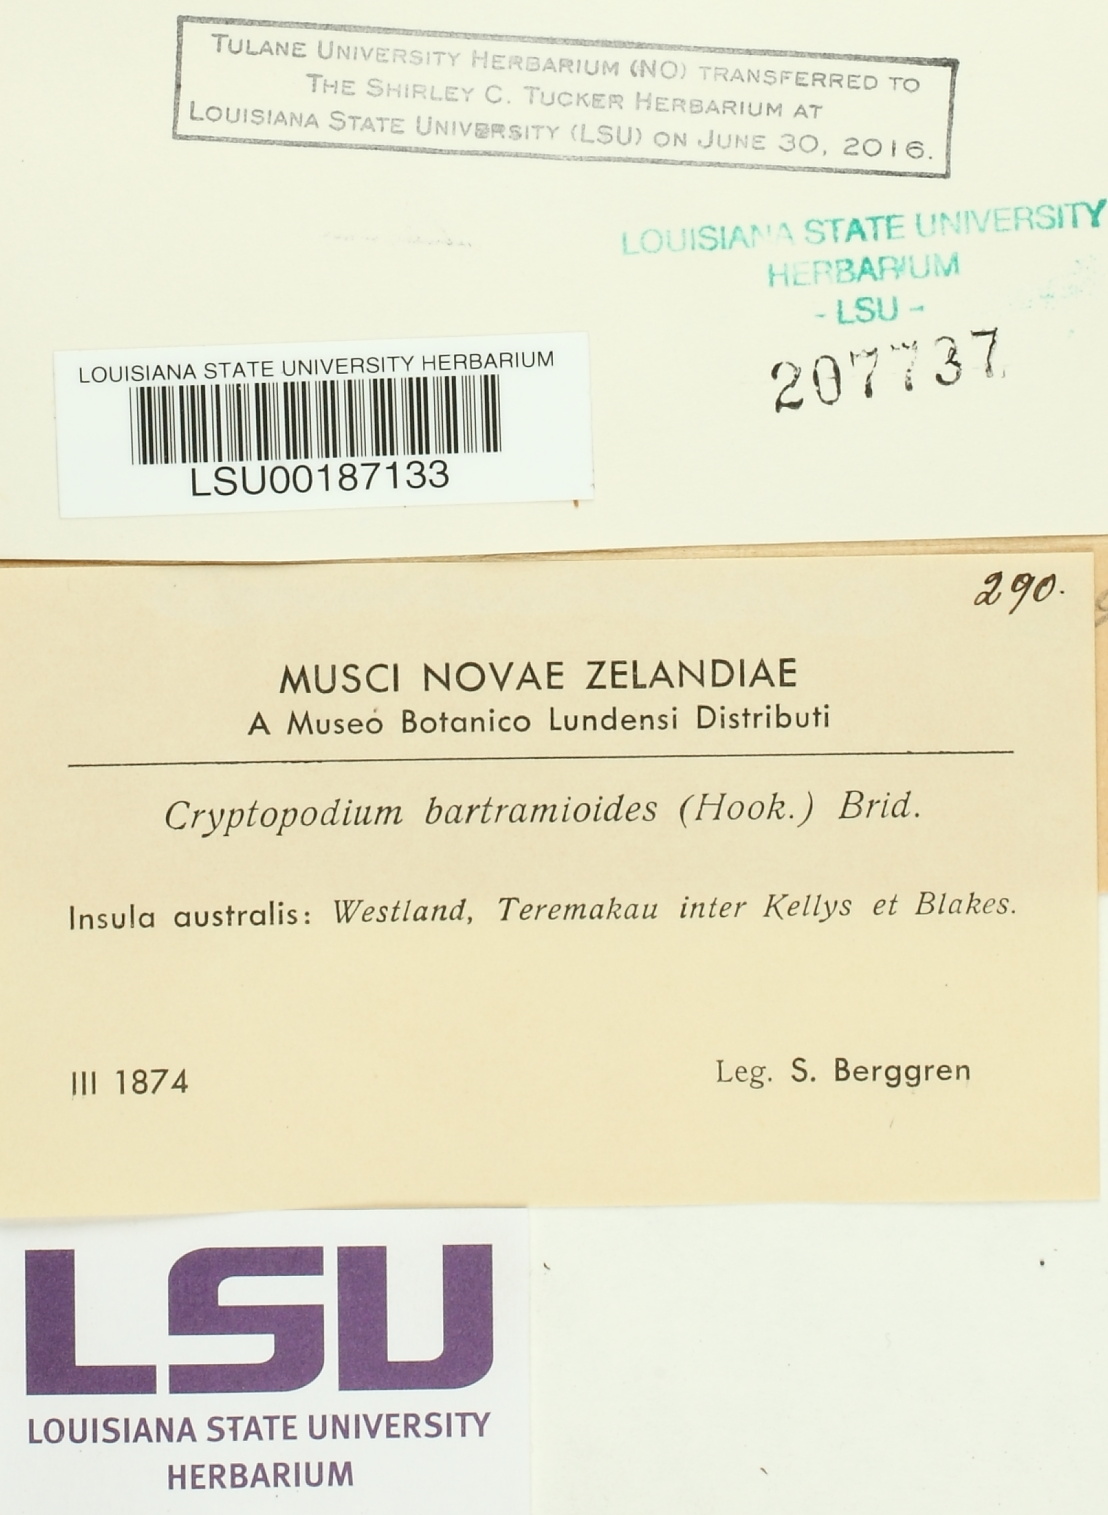 TULANE UNIVERSITY HERBARIUM (NO) TRANSFERRED TO
THE SHIRLEY C. TUCKER HERBARIUM AT
LOUISIANA STATE UNIVERSITY (LSU) ON JUNE 30, 2016.
LOUISIANA STATE UNIVERSITY
HERBARIUM
- LSU -
207737
LOUISIANA STATE UNIVERSITY HERBARIUM
LSU00187133
290.
MUSCI NOVAE ZELANDIAE
A Museo Botanico Lundensi Distributi
Cryptopodium bartramioides (Hook.) Brid.
Insula australis: Westland, Teremakau inter Kellys et Blakes.
III 1874
Leg. S. Berggren
LSU
LOUISIANA STATE UNIVERSITY
HERBARIUM